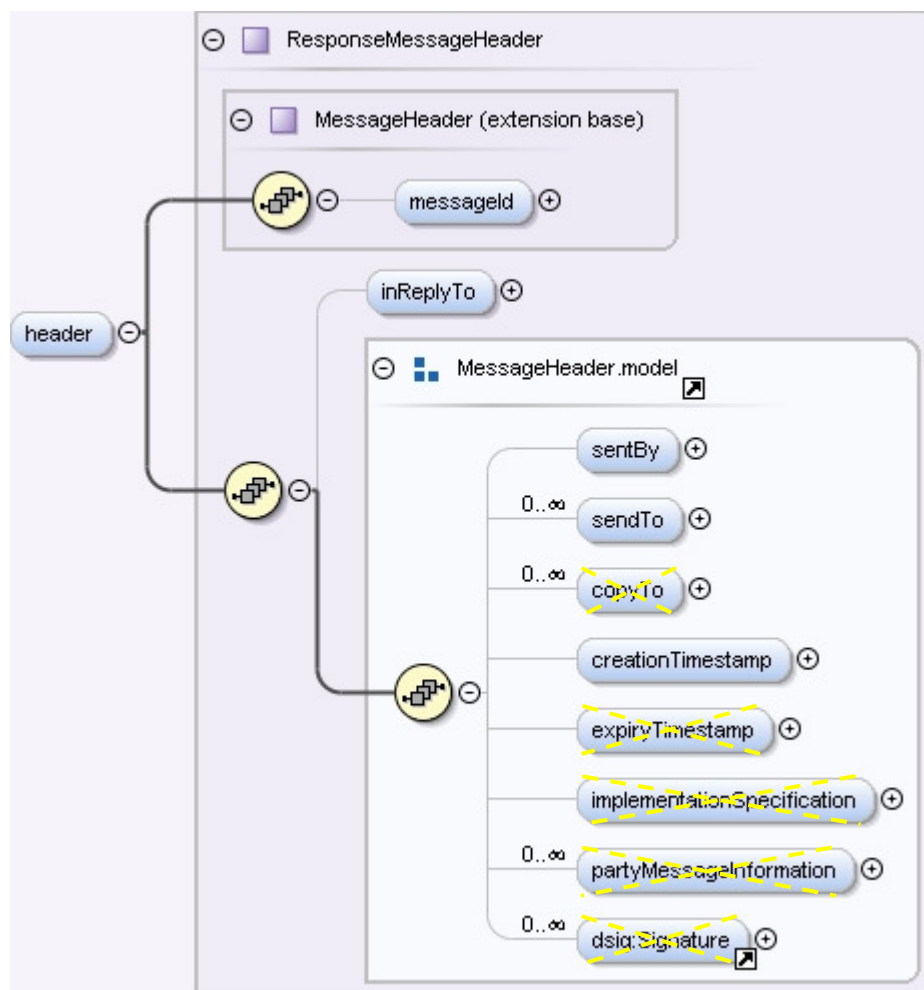 ResponseMessageHeader
MessageHeader (extension base)
messageId
inReplyTo
header
MessageHeader.model
sentBy
0..∞
sendTo
0..∞
copyTo
creationTimestamp
expiryTimestamp
implementationSpecification
0..∞
partyMessageInformation
0..∞
dsig:Signature